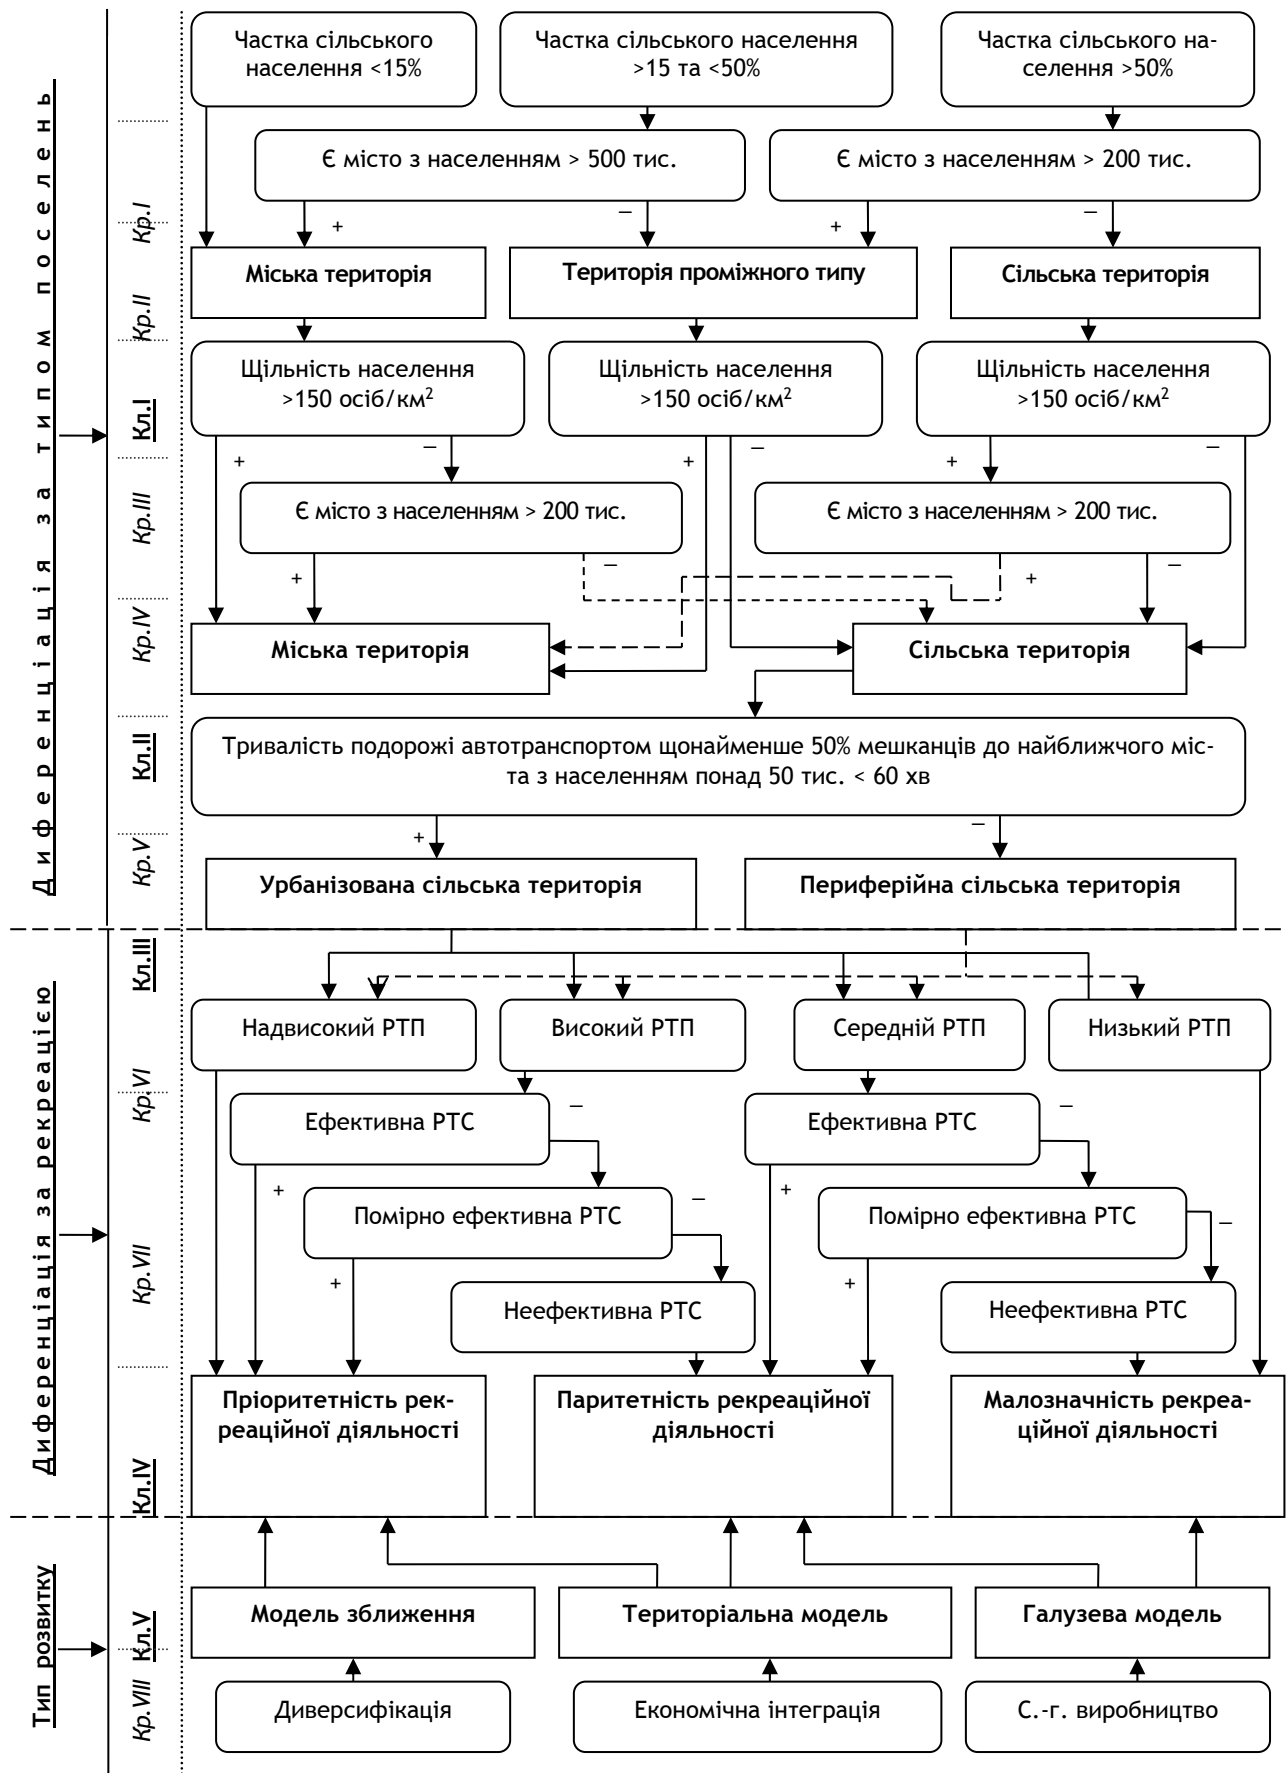 Частка сільського
населення <15%
Частка сільського населення
>15 та <50%
Частка сільського на-
селення >50%
Є місто з населенням > 500 тис.
Є місто з населенням > 200 тис.
+
–
+
–
Міська територія
Територія проміжного типу
Сільська територія
Щільність населення
>150 осіб/км²
Щільність населення
>150 осіб/км²
Щільність населення
>150 осіб/км²
+
–
+
–
+
–
Є місто з населенням > 200 тис.
Є місто з населенням > 200 тис.
+
–
+
–
Міська територія
Сільська територія
Тривалість подорожі автотранспортом щонайменше 50% мешканців до найближчого міс-
та з населенням понад 50 тис. < 60 хв
+
–
Урбанізована сільська територія
Периферійна сільська територія
Надвисокий РТП
Високий РТП
Середній РТП
Низький РТП
Ефективна РТС
–
Ефективна РТС
–
+
Помірно ефективна РТС
–
+
Помірно ефективна РТС
–
+
Неефективна РТС
+
Неефективна РТС
Пріоритетність рек-
реаційної діяльності
Паритетність рекреаційної
діяльності
Малозначність рекреа-
ційної діяльності
Модель зближення
Територіальна модель
Галузева модель
Диверсифікація
Економічна інтеграція
С.-г. виробництво
Диференціація за типом поселень
Диференціація за рекреацією
Тип розвитку
Кр.I
Кр.II
Кл.I
Кр.III
Кр.IV
Кл.II
Кр.V
Кл.III
Кр.VI
Кр.VII
Кл.IV
Кл.V
Кр.VIII